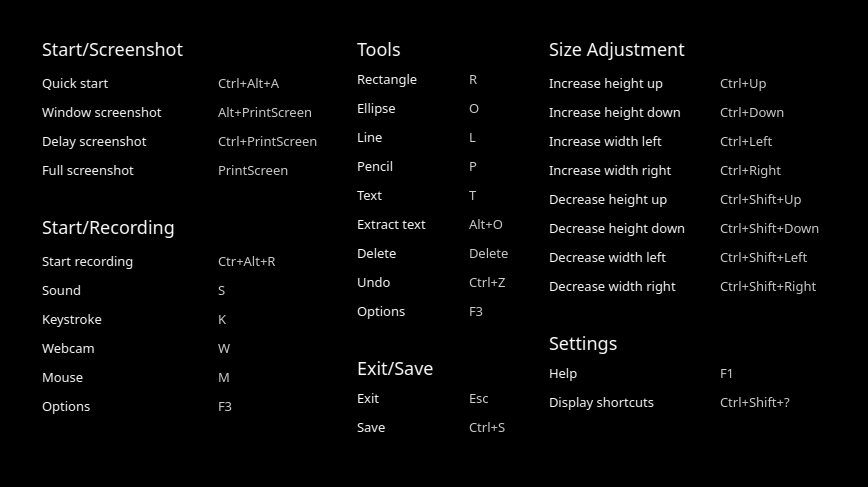 Start/Screenshot
Quick start Ctrl+Alt+A
Window screenshot Alt+PrintScreen
Delay screenshot Ctrl+PrintScreen
Full screenshot PrintScreen
Start/Recording
Start recording Ctr+Alt+R
Sound S
Keystroke K
Webcam W
Mouse M
Options F3
Tools
Rectangle R
Ellipse O
Line L
Pencil P
Text T
Extract text Alt+O
Delete Delete
Undo Ctrl+Z
Options F3
Exit/Save
Exit Esc
Save Ctrl+S
Size Adjustment
Increase height up Ctrl+Up
Increase height down Ctrl+Down
Increase width left Ctrl+Left
Increase width right Ctrl+Right
Decrease height up Ctrl+Shift+Up
Decrease height down Ctrl+Shift+Down
Decrease width left Ctrl+Shift+Left
Decrease width right Ctrl+Shift+Right
Settings
Help F1
Display shortcuts Ctrl+Shift+?